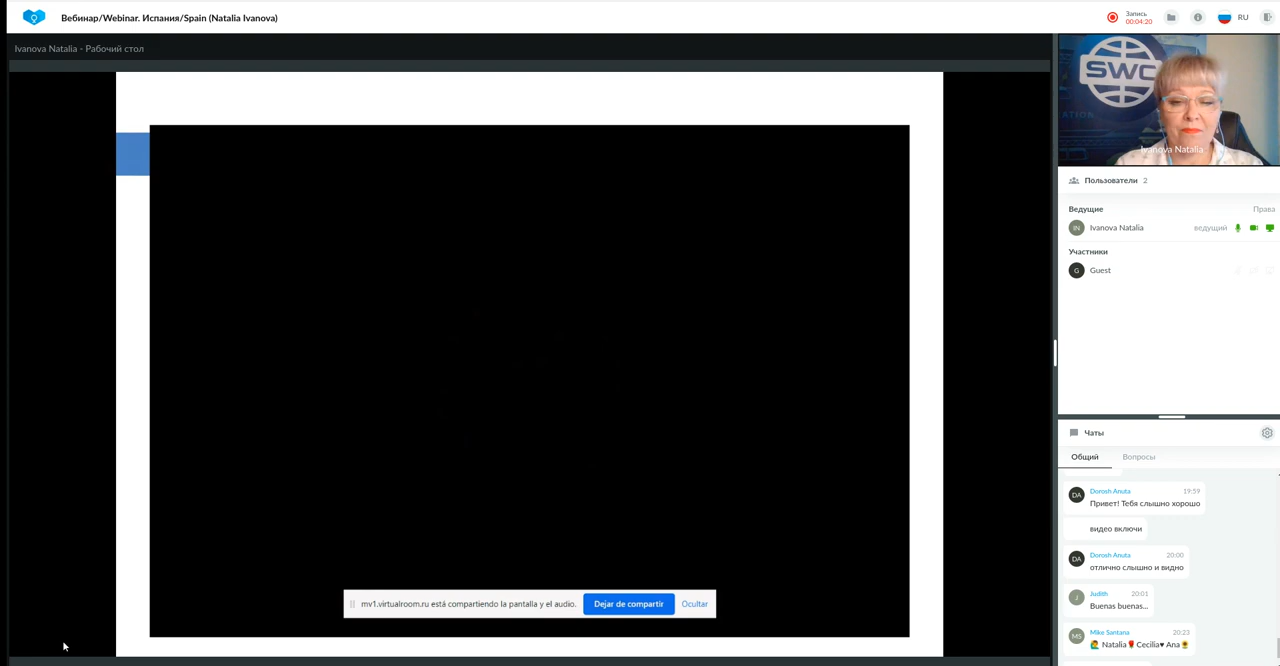 Вебинар/Webinar. Испания/Spain (Natalia Ivanova)
Запись
00:04:20
RU
Ivanova Natalia - Рабочий стол
SWC
Ivanova Natalia
Пользователи 2
Ведущие Права
IN Ivanova Natalia ведущий
Участники
G Guest
mv1.virtualroom.ru está compartiendo la pantalla y el audio. Dejar de compartir Ocultar
Чаты
Общий Вопросы
DA Dorosh Anuta 19:59
Привет! Тебя слышно хорошо
видео включи
DA Dorosh Anuta 20:00
отлично слышно и видно
J Judith 20:01
Buenas buenas...
MS Mike Santana 20:23
🙋‍♂️ Natalia🌹 Cecilia♥ Ana🌻